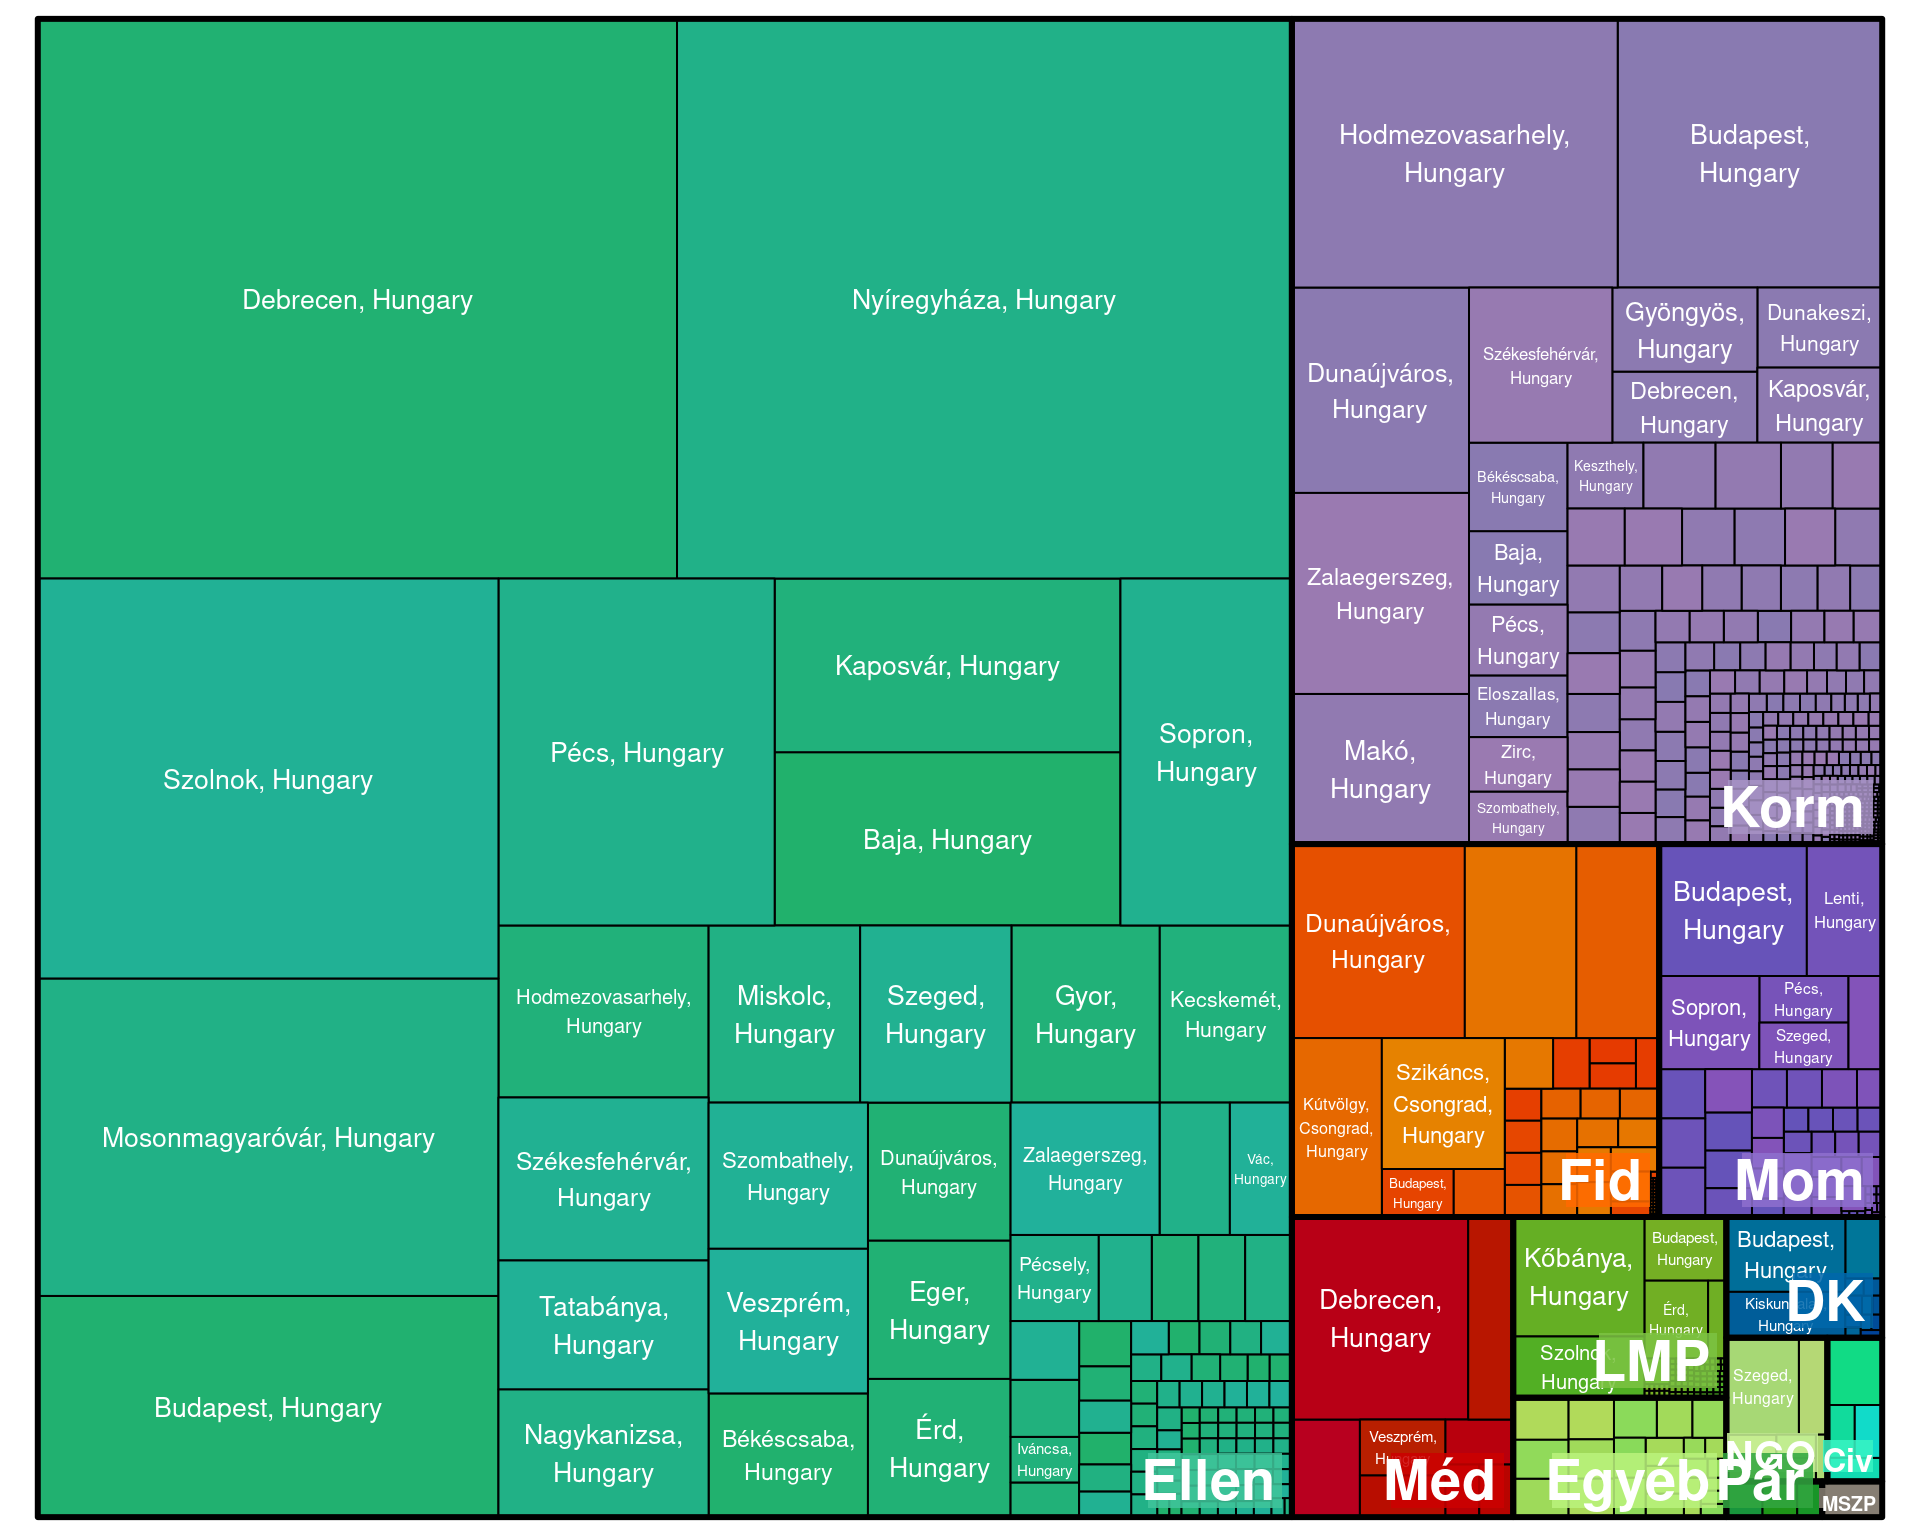 Debrecen, Hungary
Nyíregyháza, Hungary
Szolnok, Hungary
Mosonmagyaróvár, Hungary
Budapest, Hungary
Pécs, Hungary
Kaposvár, Hungary
Baja, Hungary
Sopron,
Hungary
Hodmezovasarhely,
Hungary
Miskolc,
Hungary
Szeged,
Hungary
Gyor,
Hungary
Kecskemét,
Hungary
Székesfehérvár,
Hungary
Tatabánya,
Hungary
Nagykanizsa,
Hungary
Szombathely,
Hungary
Veszprém,
Hungary
Békéscsaba,
Hungary
Dunaújváros,
Hungary
Eger,
Hungary
Érd,
Hungary
Zalaegerszeg,
Hungary
Vác,
Hungary
Pécsely,
Hungary
Iváncsa,
Hungary
Ellen
Hodmezovasarhely,
Hungary
Budapest,
Hungary
Dunaújváros,
Hungary
Székesfehérvár,
Hungary
Gyöngyös,
Hungary
Dunakeszi,
Hungary
Debrecen,
Hungary
Kaposvár,
Hungary
Zalaegerszeg,
Hungary
Makó,
Hungary
Békéscsaba,
Hungary
Keszthely,
Hungary
Baja,
Hungary
Pécs,
Hungary
Eloszallas,
Hungary
Zirc,
Hungary
Szombathely,
Hungary
Korm
Dunaújváros,
Hungary
Kútvölgy,
Csongrad,
Hungary
Szikáncs,
Csongrad,
Hungary
Budapest,
Hungary
Fid
Budapest,
Hungary
Lenti,
Hungary
Sopron,
Hungary
Pécs,
Hungary
Szeged,
Hungary
Mom
Debrecen,
Hungary
Veszprém,
Méd
Kőbánya,
Hungary
Budapest,
Hungary
Érd,
Hungary
Szolnok,
Hungary
LMP
Budapest,
Hungary
Hungary
DK
Szeged,
Hungary
NGO
Civ
Egyéb
Pár
MSZP